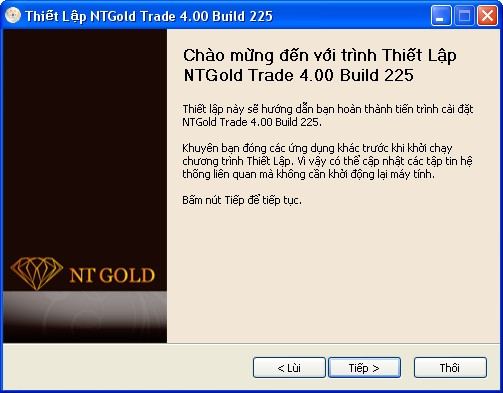 Thiết Lập NTGold Trade 4.00 Build 225
Chào mừng đến với trình Thiết Lập
NTGold Trade 4.00 Build 225
Thiết lập này sẽ hướng dẫn bạn hoàn thành tiến trình cài đặt
NTGold Trade 4.00 Build 225.
Khuyên bạn đóng các ứng dụng khác trước khi khởi chạy
chương trình Thiết Lập. Vì vậy có thể cập nhật các tập tin hệ
thống liên quan mà không cần khởi động lại máy tính.
Bấm nút Tiếp để tiếp tục.
NT GOLD
< Lùi
Tiếp >
Thôi